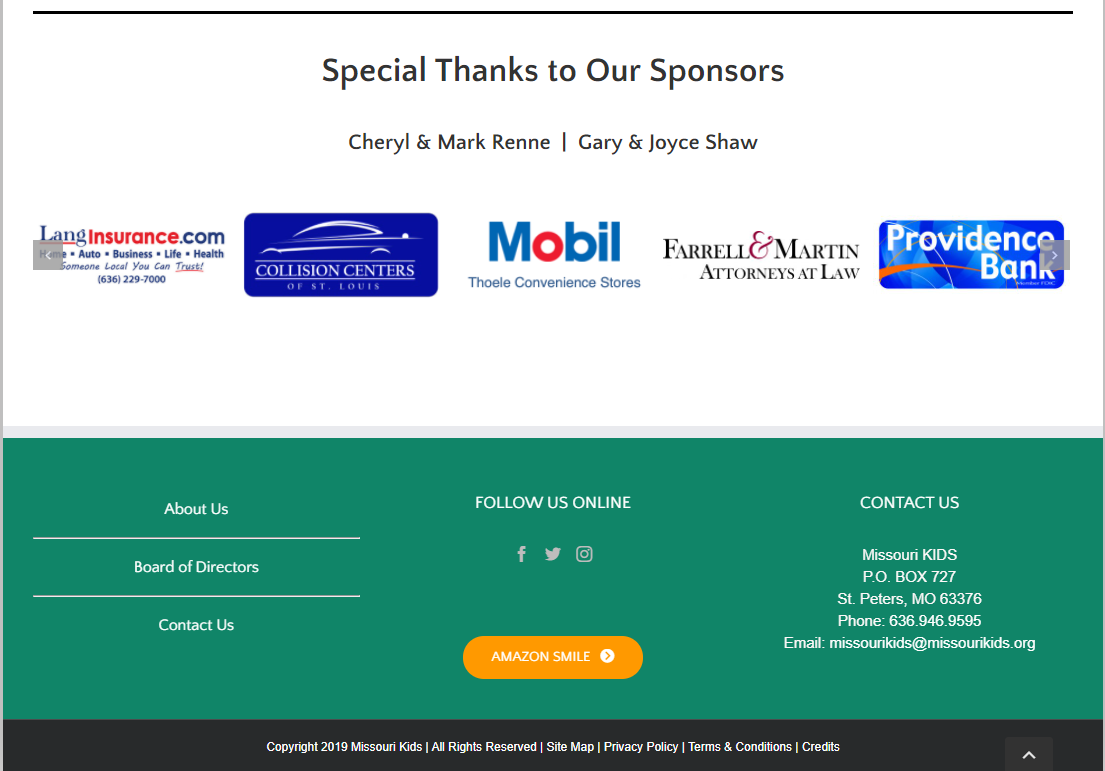 Special Thanks to Our Sponsors
Cheryl & Mark Renne | Gary & Joyce Shaw
LangInsurance.com
Home • Auto • Business • Life • Health
Someone Local You Can Trust!
(636) 229-7000
COLLISION CENTERS
OF ST. LOUIS
Mobil
Thoele Convenience Stores
FARRELL & MARTIN
ATTORNEYS AT LAW
Providence
Bank
Member FDIC
About Us
Board of Directors
Contact Us
FOLLOW US ONLINE
AMAZON SMILE
CONTACT US
Missouri KIDS
P.O. BOX 727
St. Peters, MO 63376
Phone: 636.946.9595
Email: missourikids@missourikids.org
Copyright 2019 Missouri Kids | All Rights Reserved | Site Map | Privacy Policy | Terms & Conditions | Credits